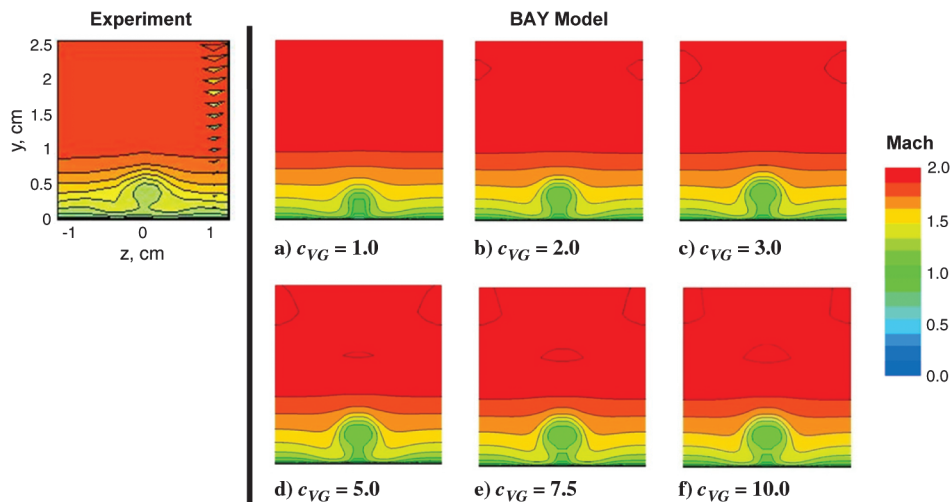 Experiment
BAY Model
2.5
2
1.5
1
0.5
0
y, cm
-1 0 1
z, cm
a) cVG = 1.0
b) cVG = 2.0
c) cVG = 3.0
d) cVG = 5.0
e) cVG = 7.5
f) cVG = 10.0
Mach
2.0
1.5
1.0
0.5
0.0